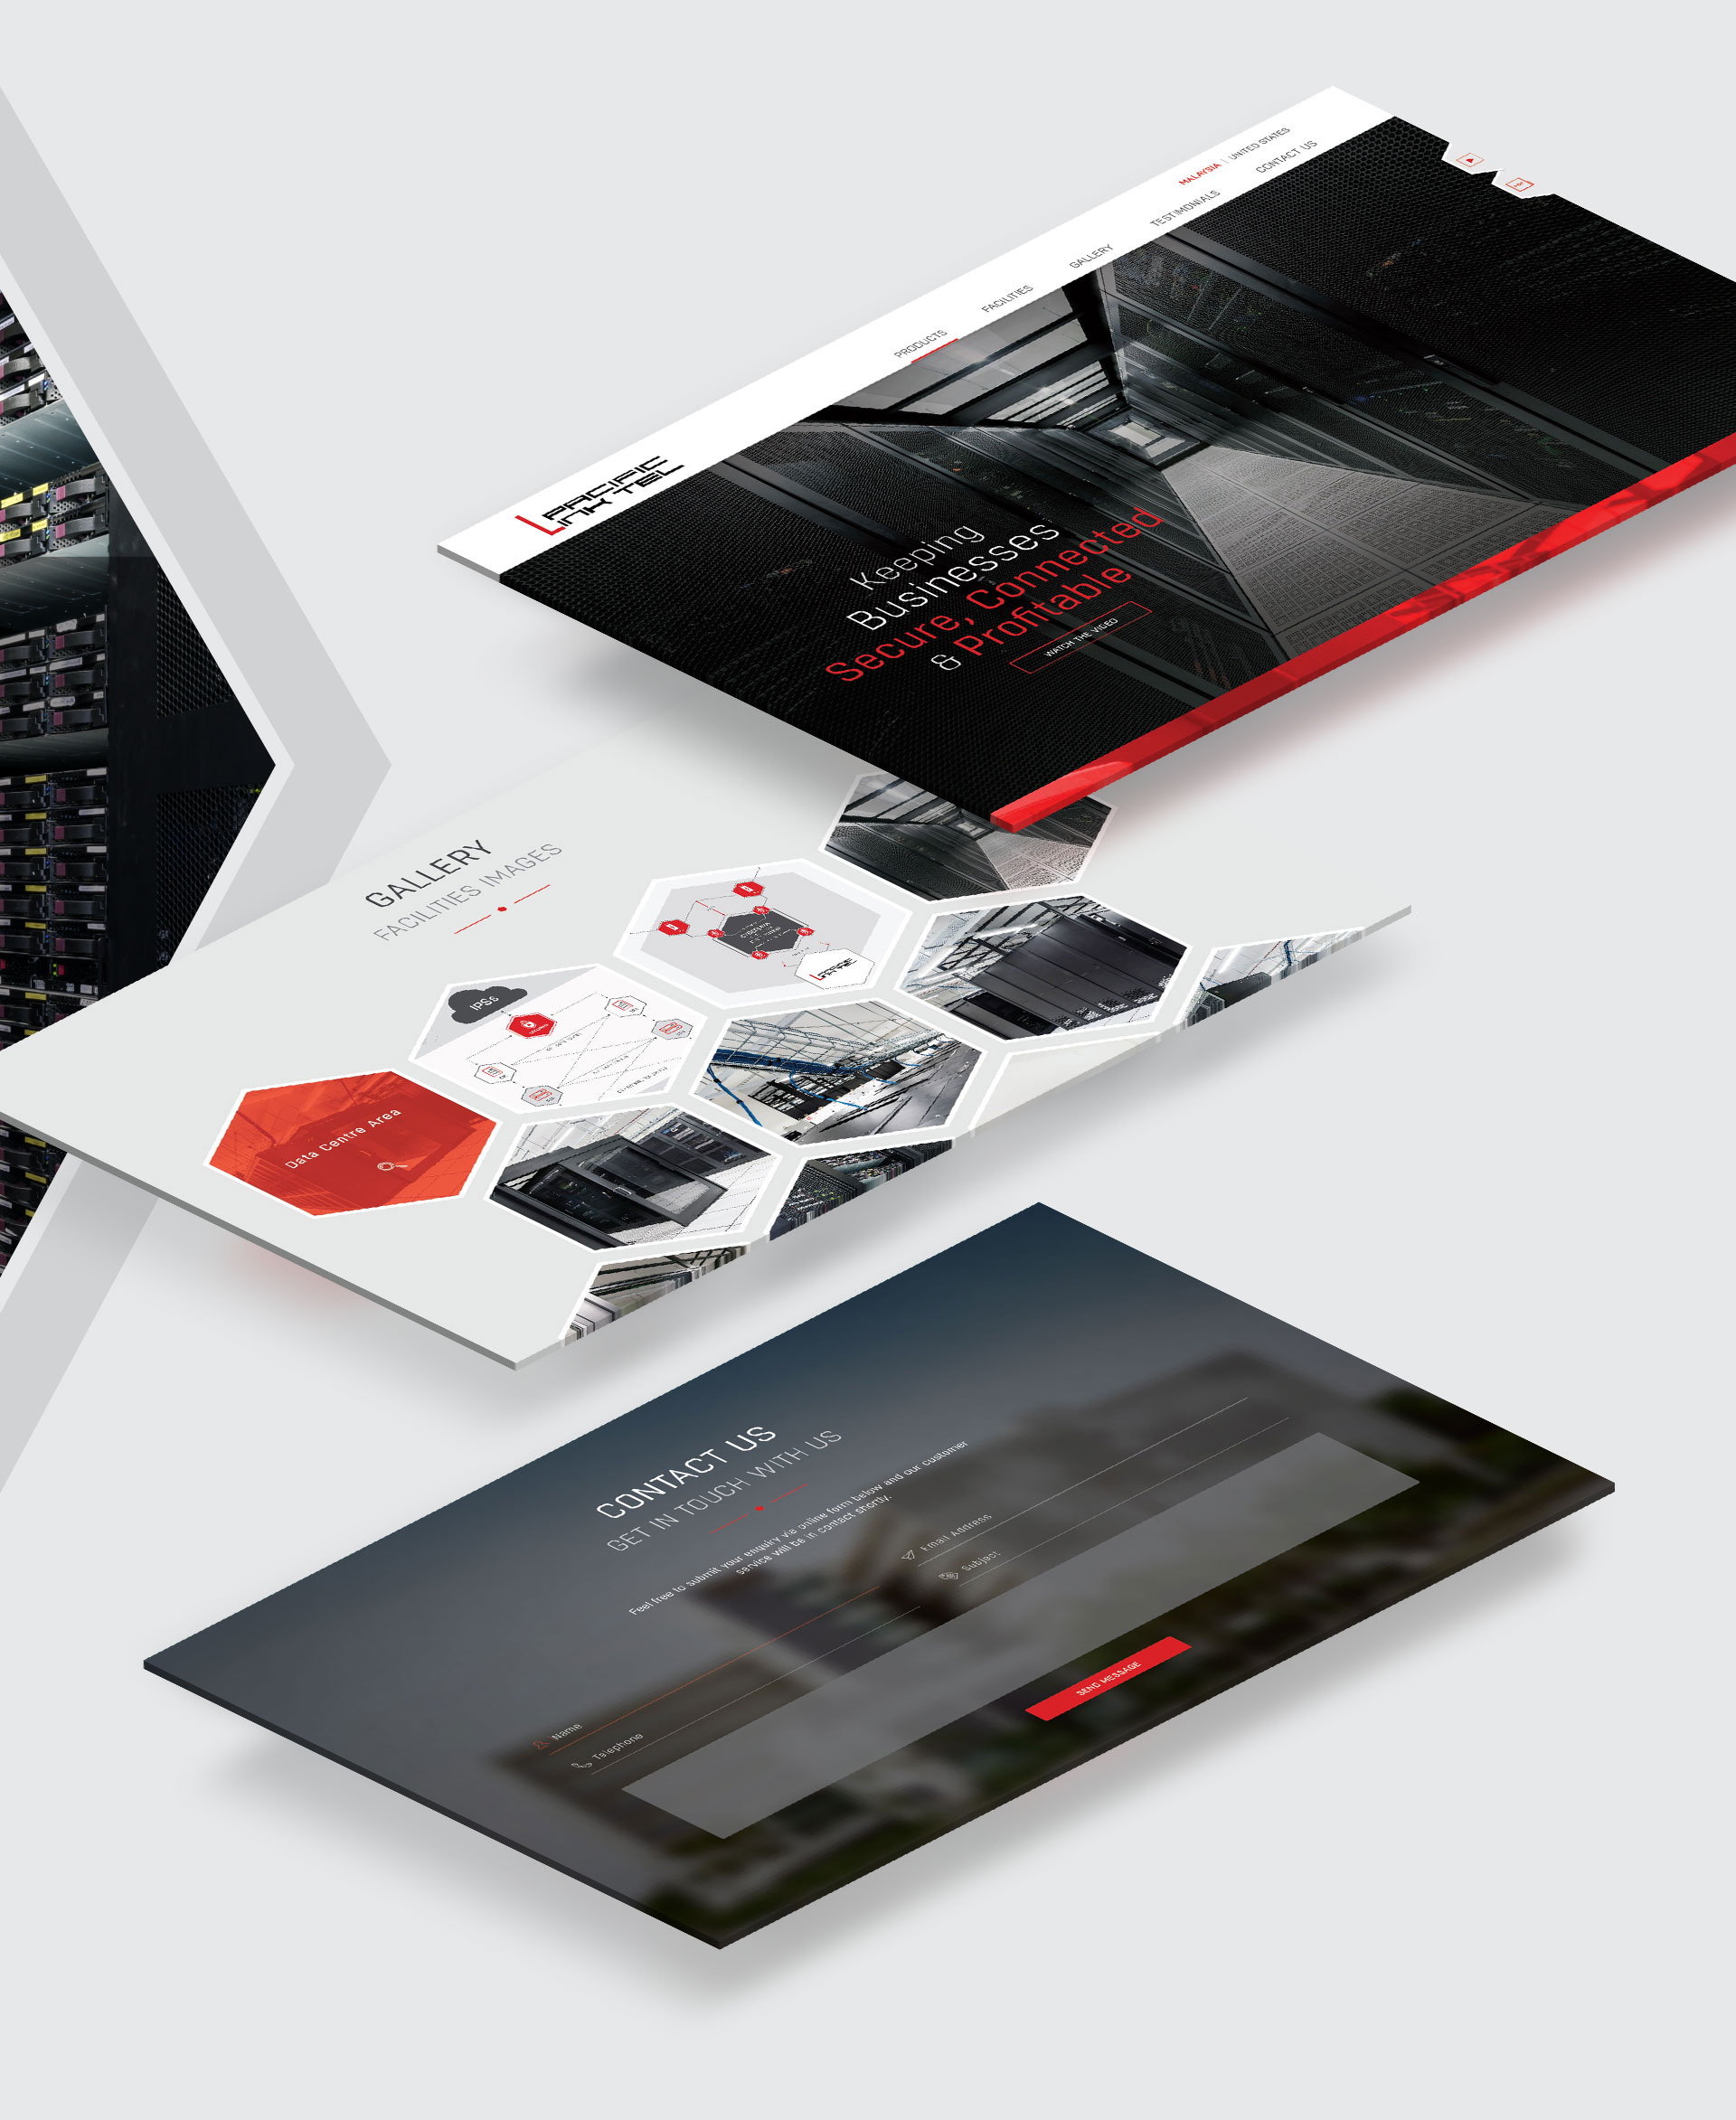 MALAYSIA | UNITED STATES
PRODUCTS FACILITIES GALLERY TESTIMONIALS CONTACT US
PACIFIC
LINK TEL
Keeping
Businesses
Secure, Connected
& Profitable
WATCH THE VIDEO
GALLERY
FACILITIES IMAGES
IPS6
Data Centre Area
CONTACT US
GET IN TOUCH WITH US
Feel free to submit your enquiry via online form below and our customer
service will be in contact shortly.
Name
Email Address
Telephone
Subject
SEND MESSAGE